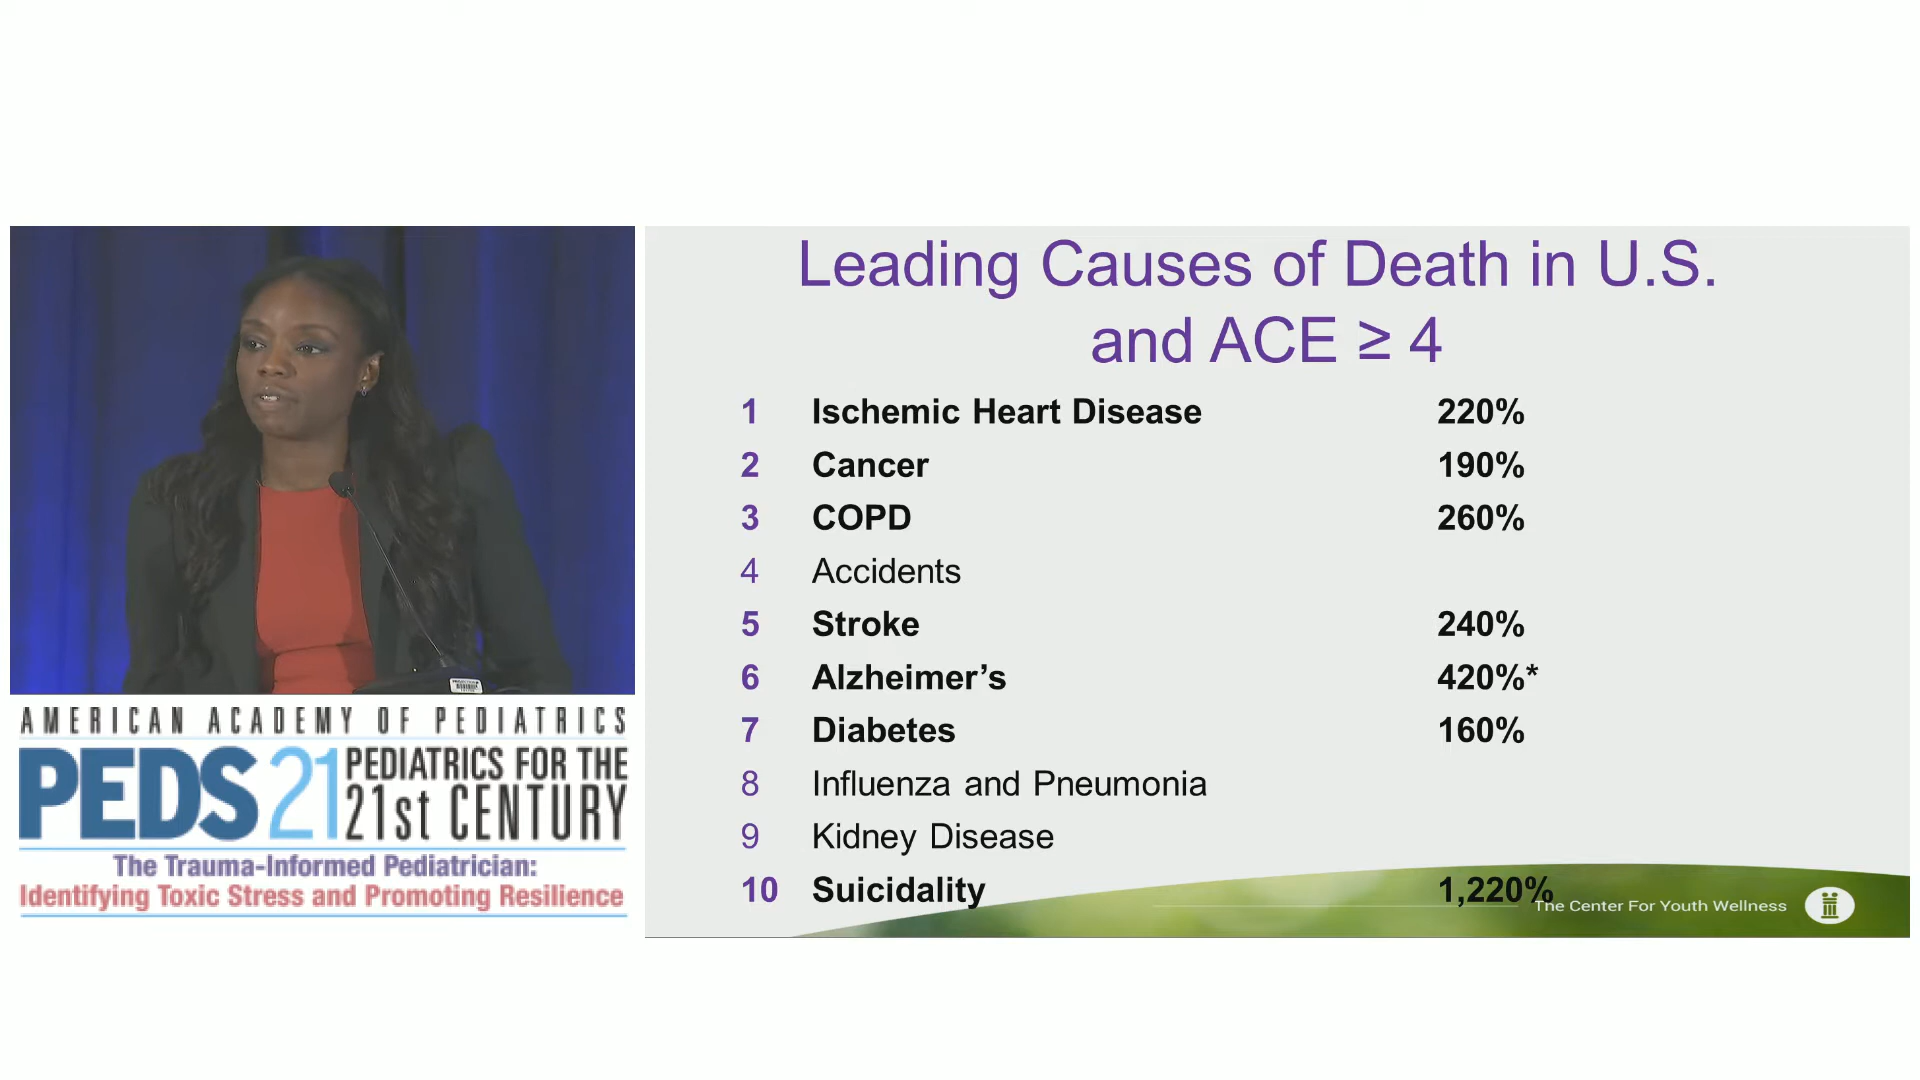 Leading Causes of Death in U.S.
and ACE ≥ 4
1 Ischemic Heart Disease 220%
2 Cancer 190%
3 COPD 260%
4 Accidents
5 Stroke 240%
6 Alzheimer’s 420%*
7 Diabetes 160%
8 Influenza and Pneumonia
9 Kidney Disease
10 Suicidality 1,220%
The Center For Youth Wellness
AMERICAN ACADEMY OF PEDIATRICS
PEDS 21 PEDIATRICS FOR THE
21st CENTURY
The Trauma-Informed Pediatrician:
Identifying Toxic Stress and Promoting Resilience